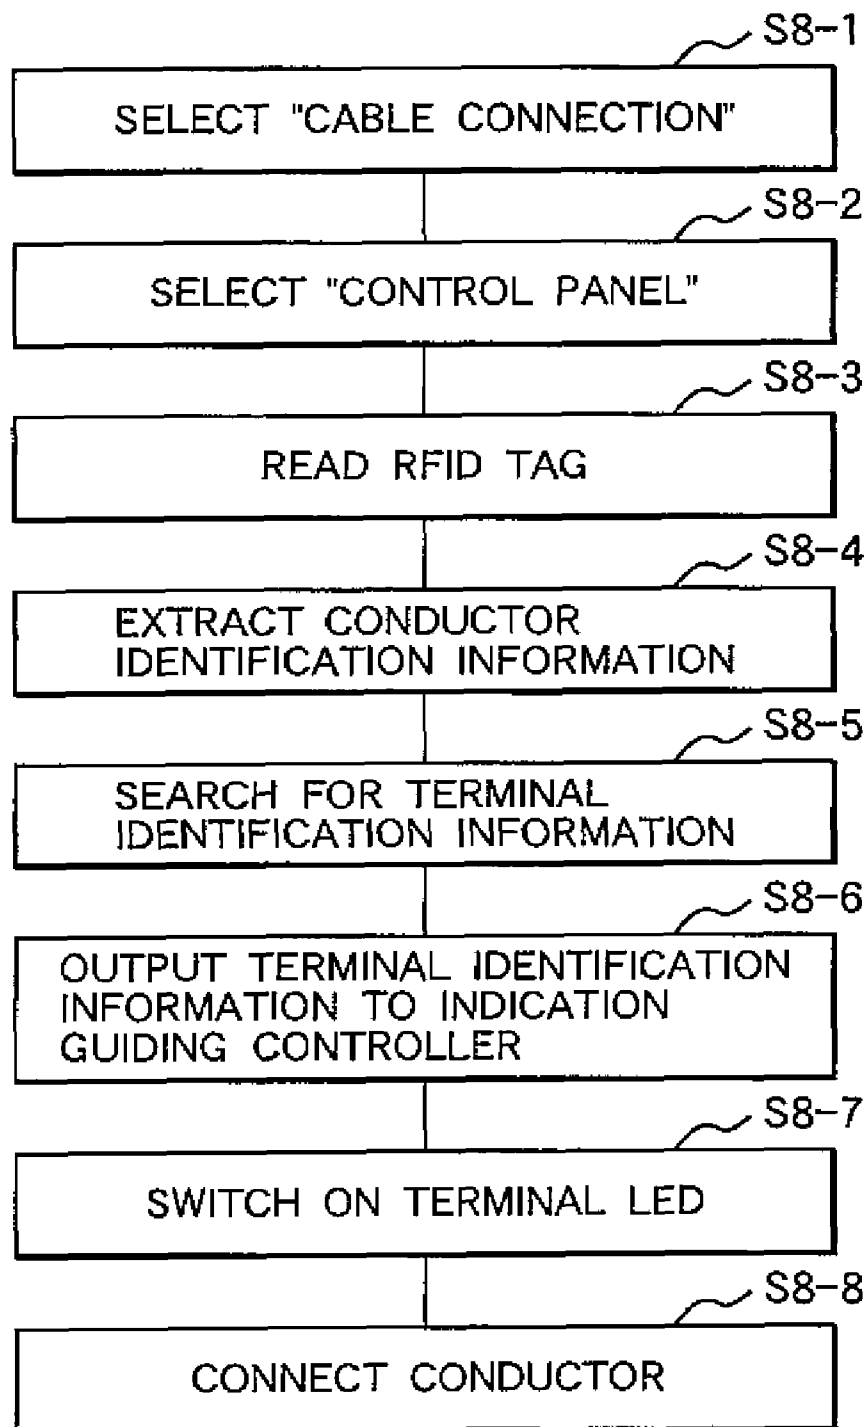 S8-1
SELECT "CABLE CONNECTION"
S8-2
SELECT "CONTROL PANEL"
S8-3
READ RFID TAG
S8-4
EXTRACT CONDUCTOR
IDENTIFICATION INFORMATION
S8-5
SEARCH FOR TERMINAL
IDENTIFICATION INFORMATION
S8-6
OUTPUT TERMINAL IDENTIFICATION
INFORMATION TO INDICATION
GUIDING CONTROLLER
S8-7
SWITCH ON TERMINAL LED
S8-8
CONNECT CONDUCTOR